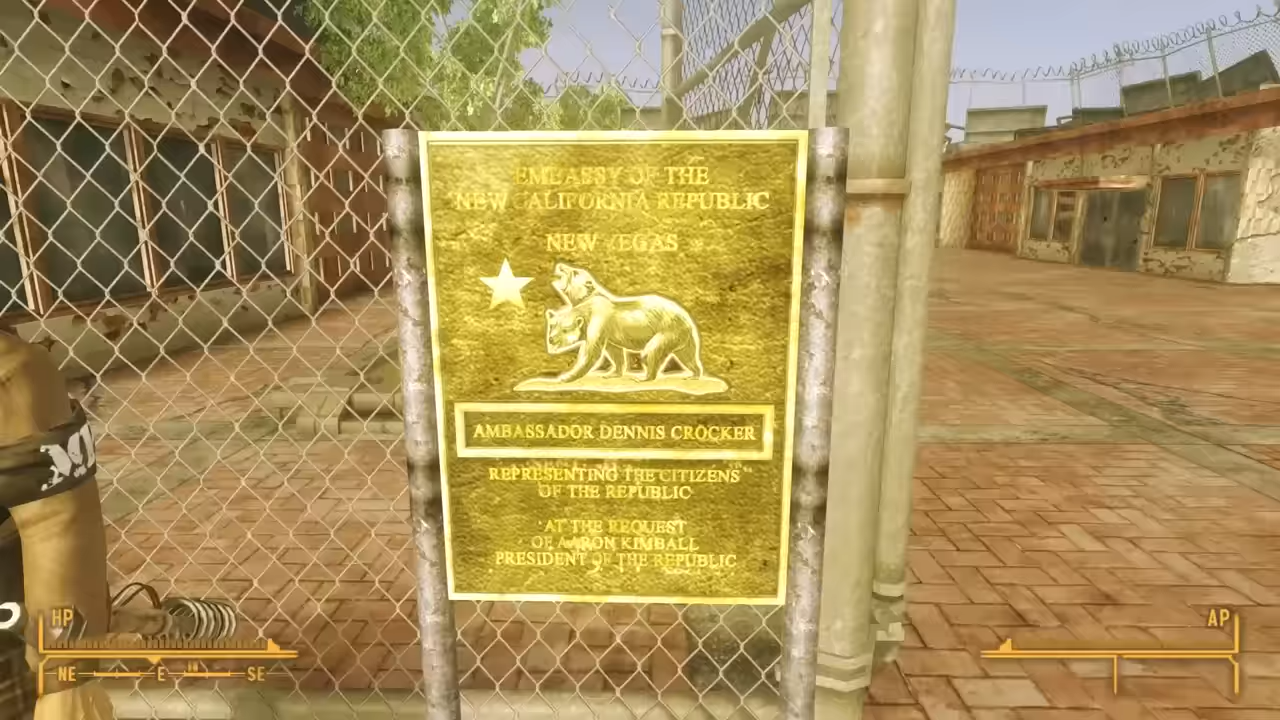 EMBASSY OF THE
NEW CALIFORNIA REPUBLIC
NEW VEGAS
AMBASSADOR DENNIS CROCKER
REPRESENTING THE CITIZENS
OF THE REPUBLIC
AT THE REQUEST
OF AARON KIMBALL
PRESIDENT OF THE REPUBLIC
HP
NE E SE
AP